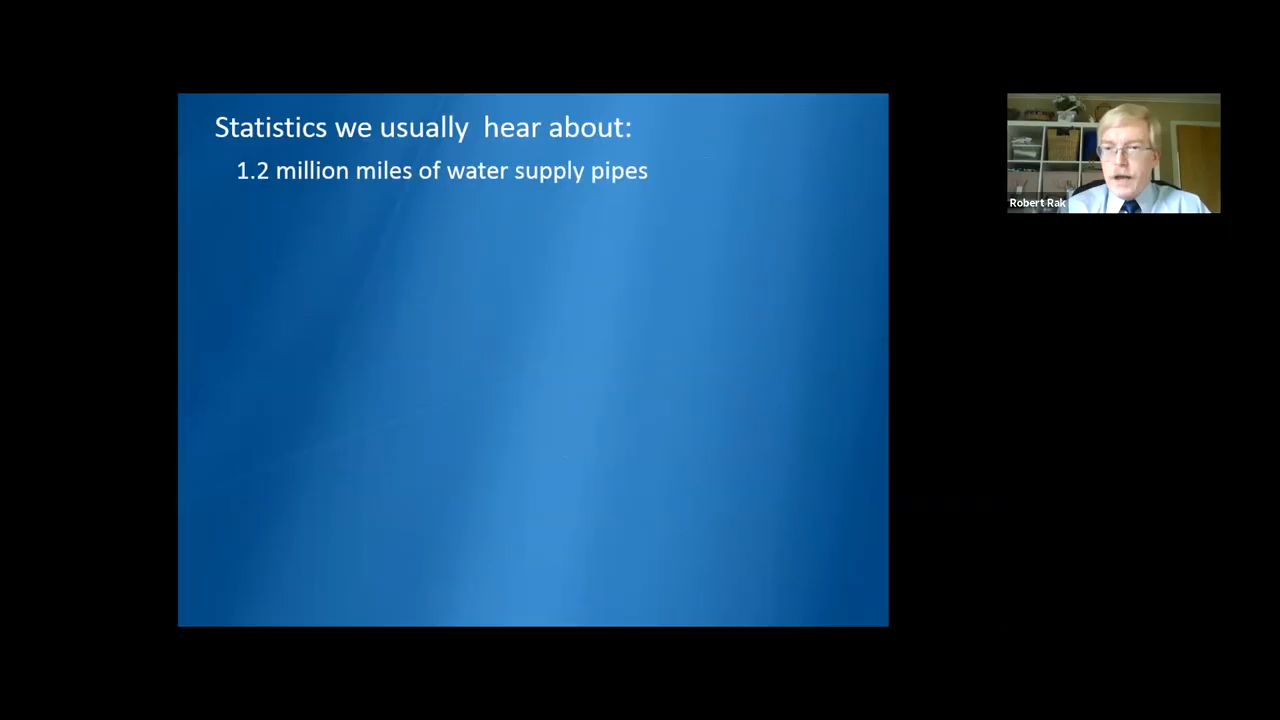 Statistics we usually  hear about:
1.2 million miles of water supply pipes
Robert Rak